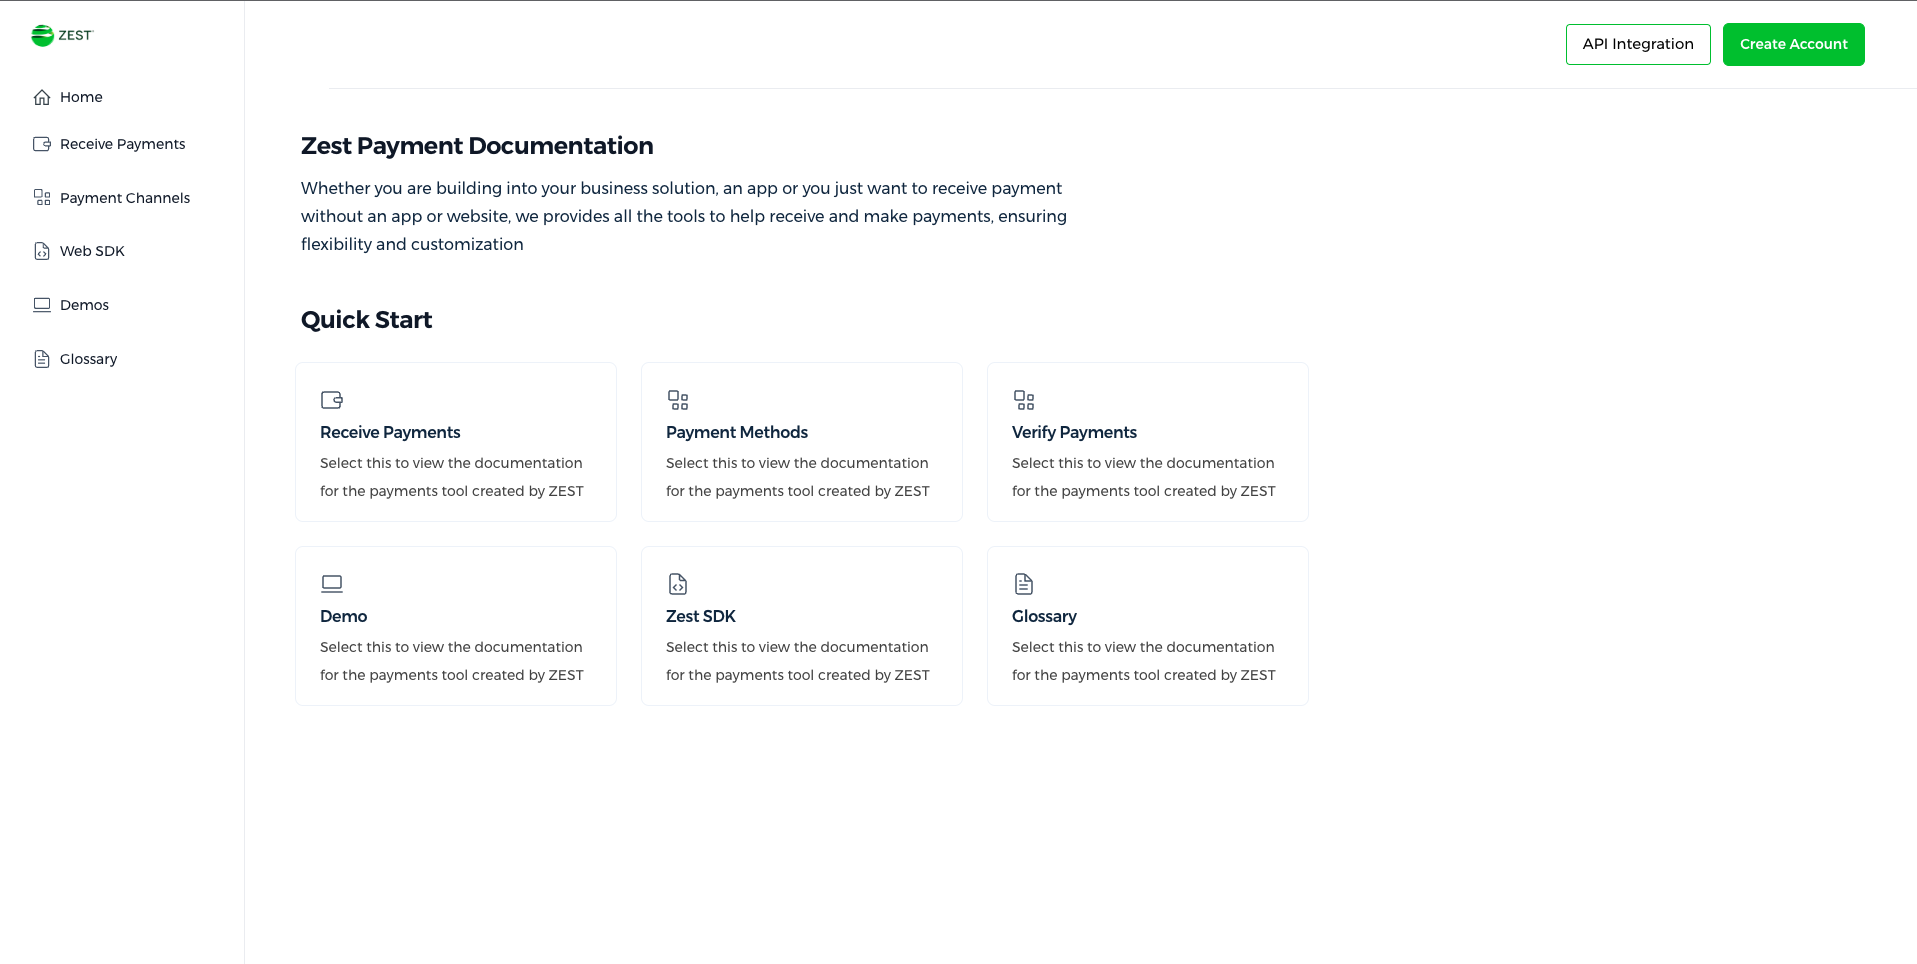 ZEST
Home
Receive Payments
Payment Channels
Web SDK
Demos
Glossary
API Integration
Create Account
Zest Payment Documentation
Whether you are building into your business solution, an app or you just want to receive payment
without an app or website, we provides all the tools to help receive and make payments, ensuring
flexibility and customization
Quick Start
Receive Payments
Select this to view the documentation
for the payments tool created by ZEST
Payment Methods
Select this to view the documentation
for the payments tool created by ZEST
Verify Payments
Select this to view the documentation
for the payments tool created by ZEST
Demo
Select this to view the documentation
for the payments tool created by ZEST
Zest SDK
Select this to view the documentation
for the payments tool created by ZEST
Glossary
Select this to view the documentation
for the payments tool created by ZEST